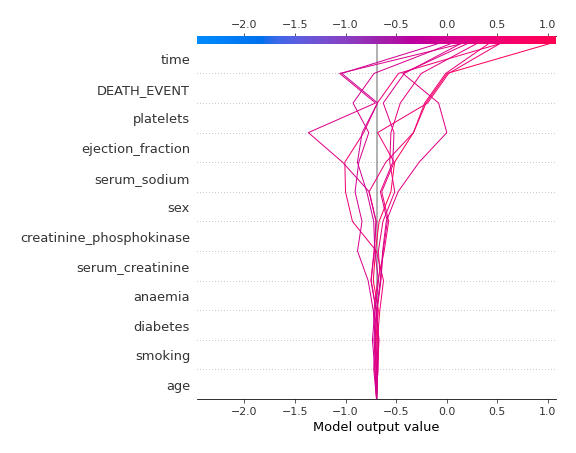 −2.0 −1.5 −1.0 −0.5 0.0 0.5 1.0
time
DEATH_EVENT
platelets
ejection_fraction
serum_sodium
sex
creatinine_phosphokinase
serum_creatinine
anaemia
diabetes
smoking
age
−2.0 −1.5 −1.0 −0.5 0.0 0.5 1.0
Model output value